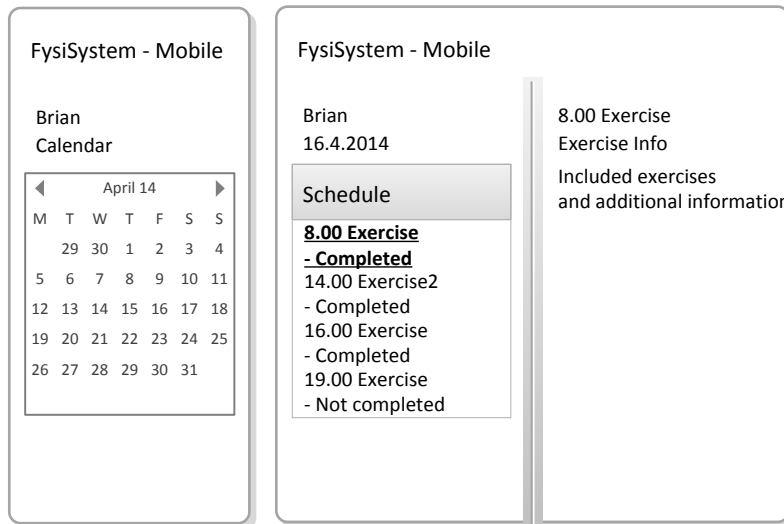 FysiSystem - Mobile
Brian
Calendar
April 14
M T W T F S S
29 30 1 2 3 4
5 6 7 8 9 10 11
12 13 14 15 16 17 18
19 20 21 22 23 24 25
26 27 28 29 30 31
FysiSystem - Mobile
Brian
16.4.2014
Schedule
8.00 Exercise
- Completed
14.00 Exercise2
- Completed
16.00 Exercise
- Completed
19.00 Exercise
- Not completed
8.00 Exercise
Exercise Info
Included exercises
and additional information